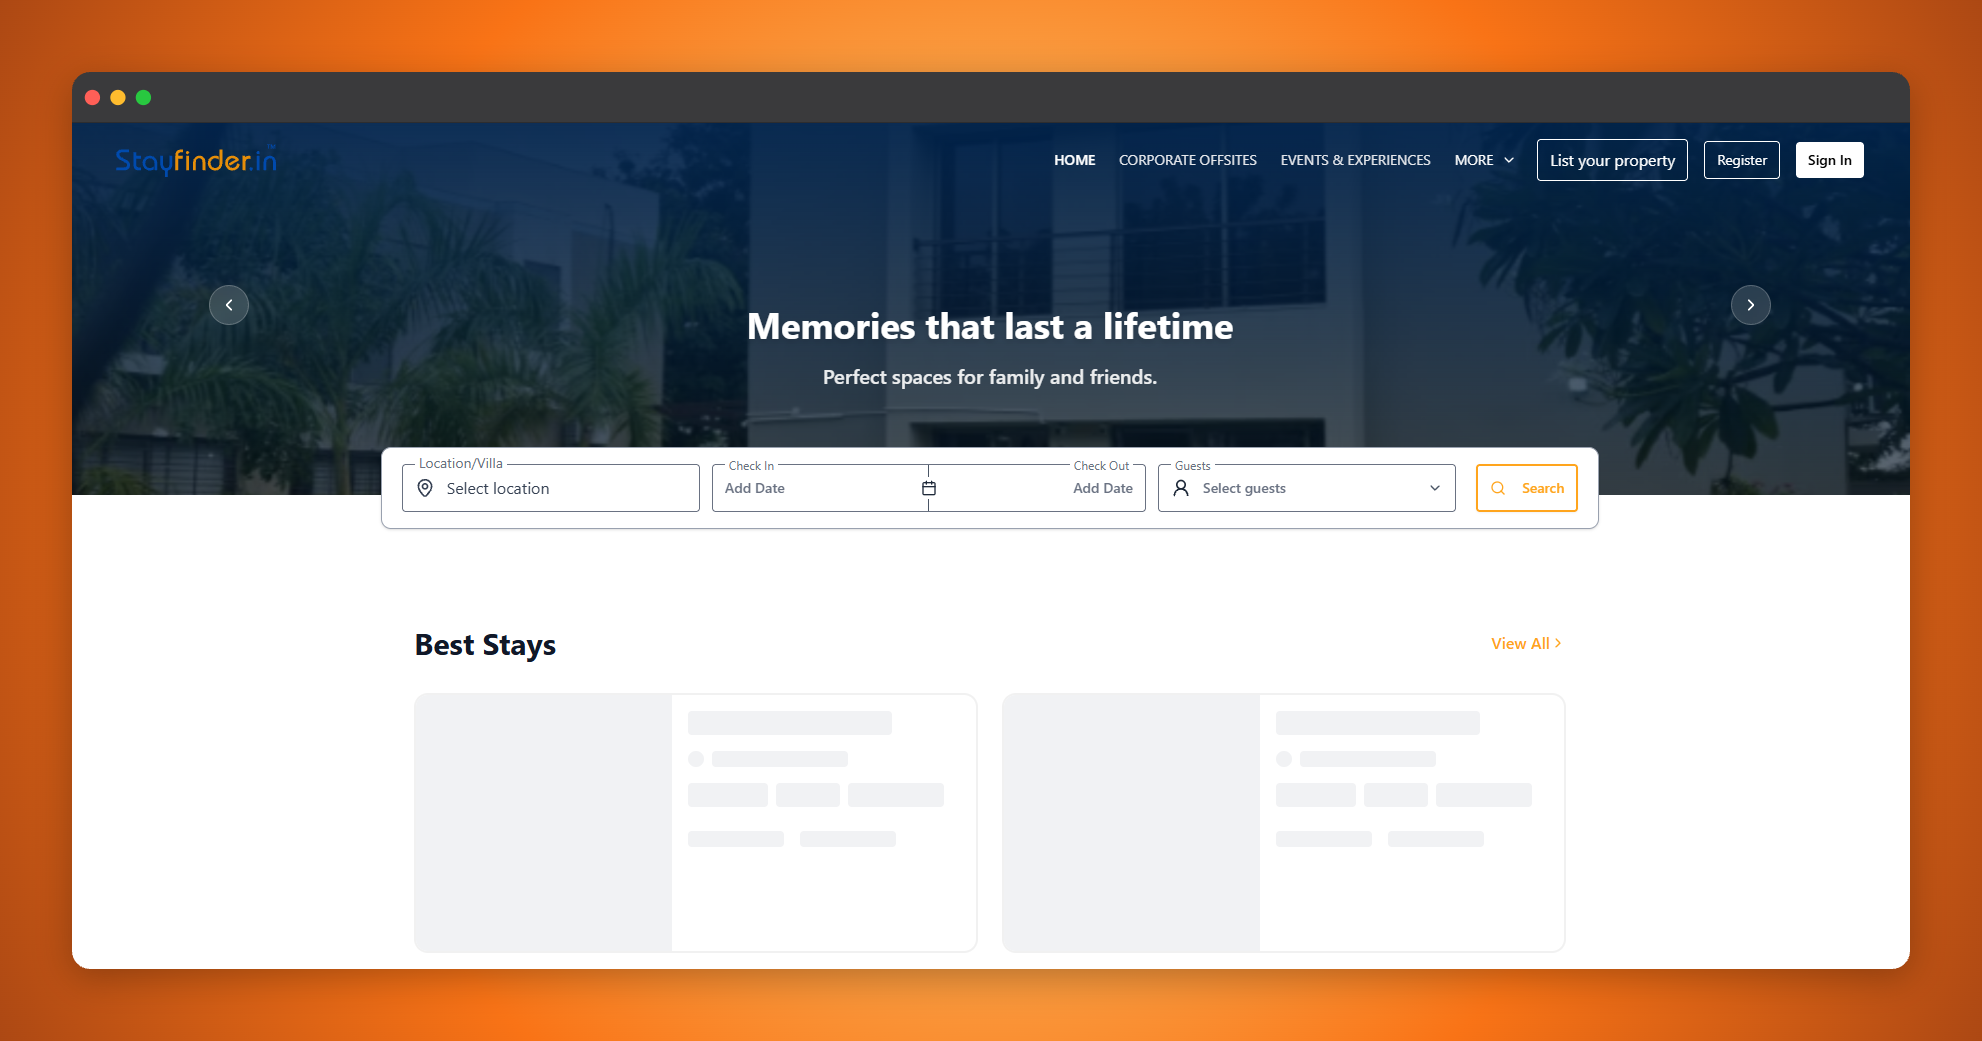 Stayfinder.in™
HOME CORPORATE OFFSITES EVENTS & EXPERIENCES MORE List your property Register Sign In
Memories that last a lifetime
Perfect spaces for family and friends.
Location/Villa Check In Check Out Guests
Select location Add Date Add Date Select guests Search
Best Stays View All